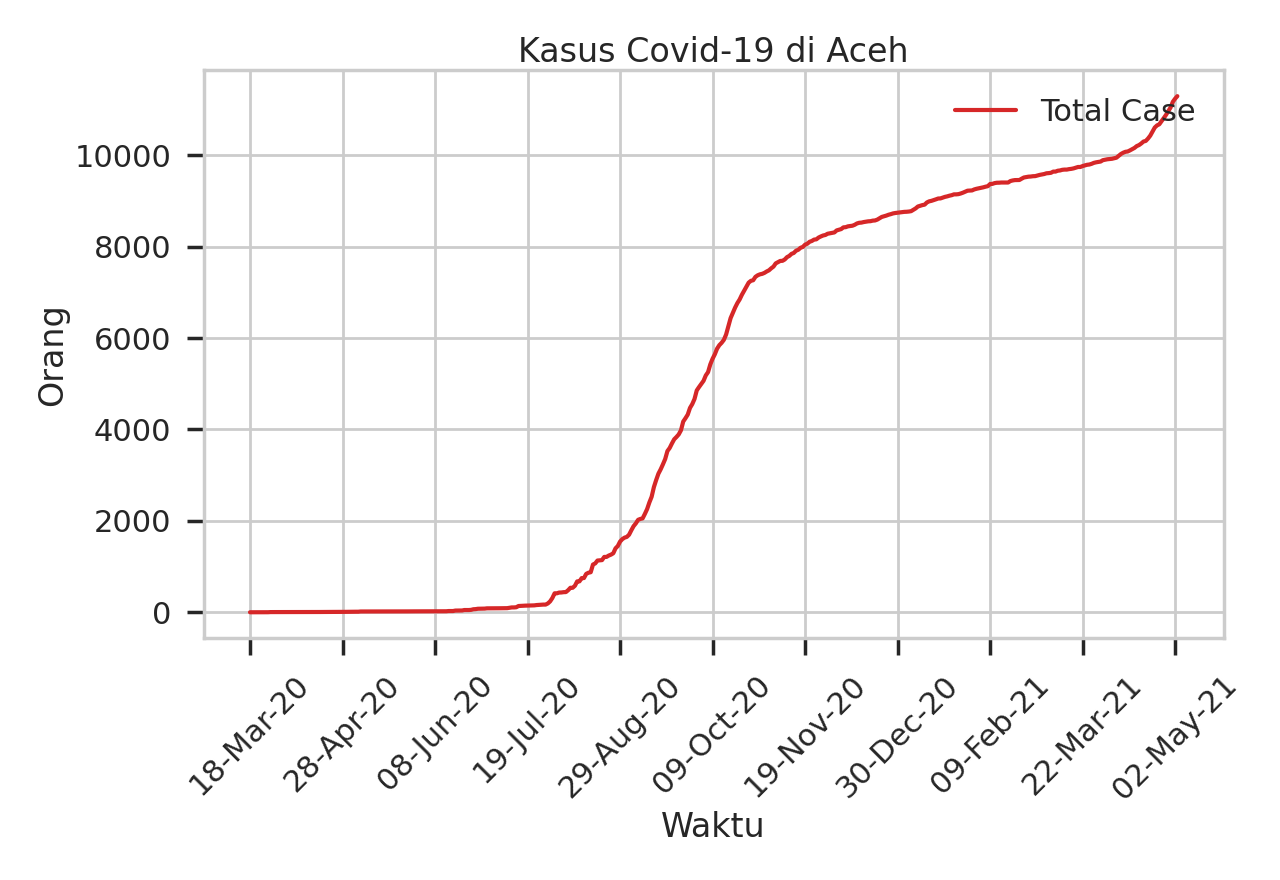 Kasus Covid-19 di Aceh
Total Case
Orang
10000
8000
6000
4000
2000
0
18-Mar-20
28-Apr-20
08-Jun-20
19-Jul-20
29-Aug-20
09-Oct-20
19-Nov-20
30-Dec-20
09-Feb-21
22-Mar-21
02-May-21
Waktu